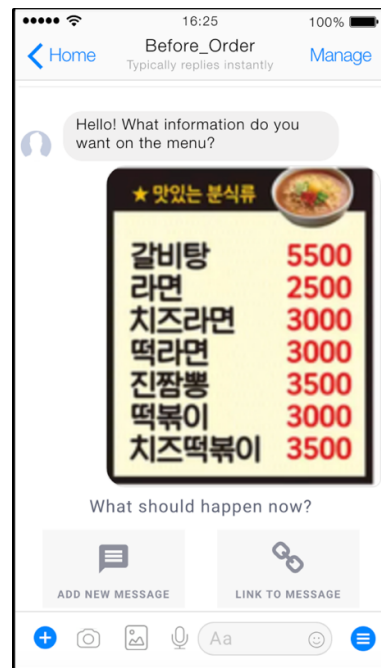 16:25
100%
Home
Before_Order
Manage
Typically replies instantly
Hello! What information do you
want on the menu?
★ 맛있는 분식류
갈비탕 5500
라면 2500
치즈라면 3000
떡라면 3000
진짬뽕 3500
떡볶이 3000
치즈떡볶이 3500
What should happen now?
ADD NEW MESSAGE
LINK TO MESSAGE
Aa